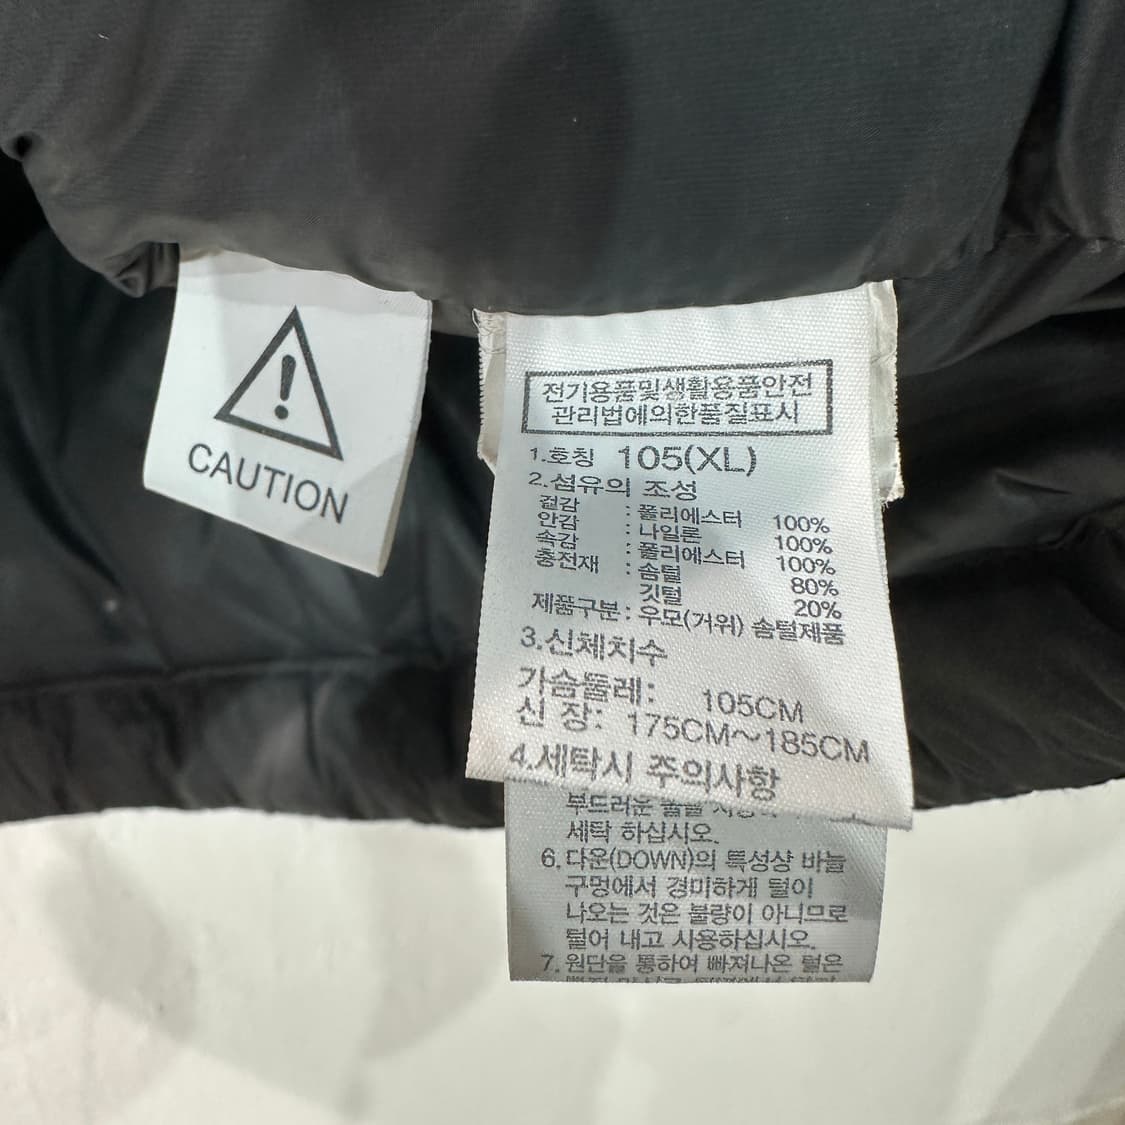 CAUTION
전기용품및생활용품안전
관리법에의한품질표시
1.호칭 105(XL)
2.섬유의 조성
겉감 : 폴리에스터 100%
안감 : 나일론 100%
속감 : 폴리에스터 100%
충전재 : 솜털 80%
깃털 20%
제품구분 : 우모(거위) 솜털제품
3.신체치수
가슴둘레: 105CM
신 장: 175CM~185CM
4.세탁시 주의사항
부드러운
세탁 하십시오.
6.다운(DOWN)의 특성상 바늘
구멍에서 경미하게 털이
나오는 것은 불량이 아니므로
털어 내고 사용하십시오.
7.원단을 통하여 빠져나온 털은